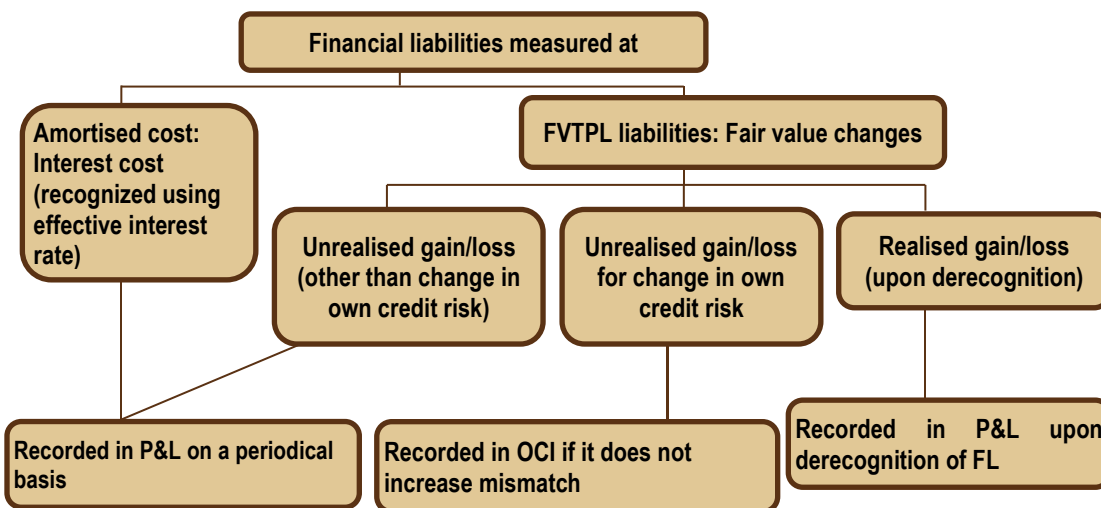 Financial liabilities measured at
Amortised cost:
Interest cost
(recognized using
effective interest
rate)
FVTPL liabilities: Fair value changes
Unrealised gain/loss
(other than change in
own credit risk)
Unrealised gain/loss
for change in own
credit risk
Realised gain/loss
(upon derecognition)
Recorded in P&L on a periodical
basis
Recorded in OCI if it does not
increase mismatch
Recorded in P&L upon
derecognition of FL